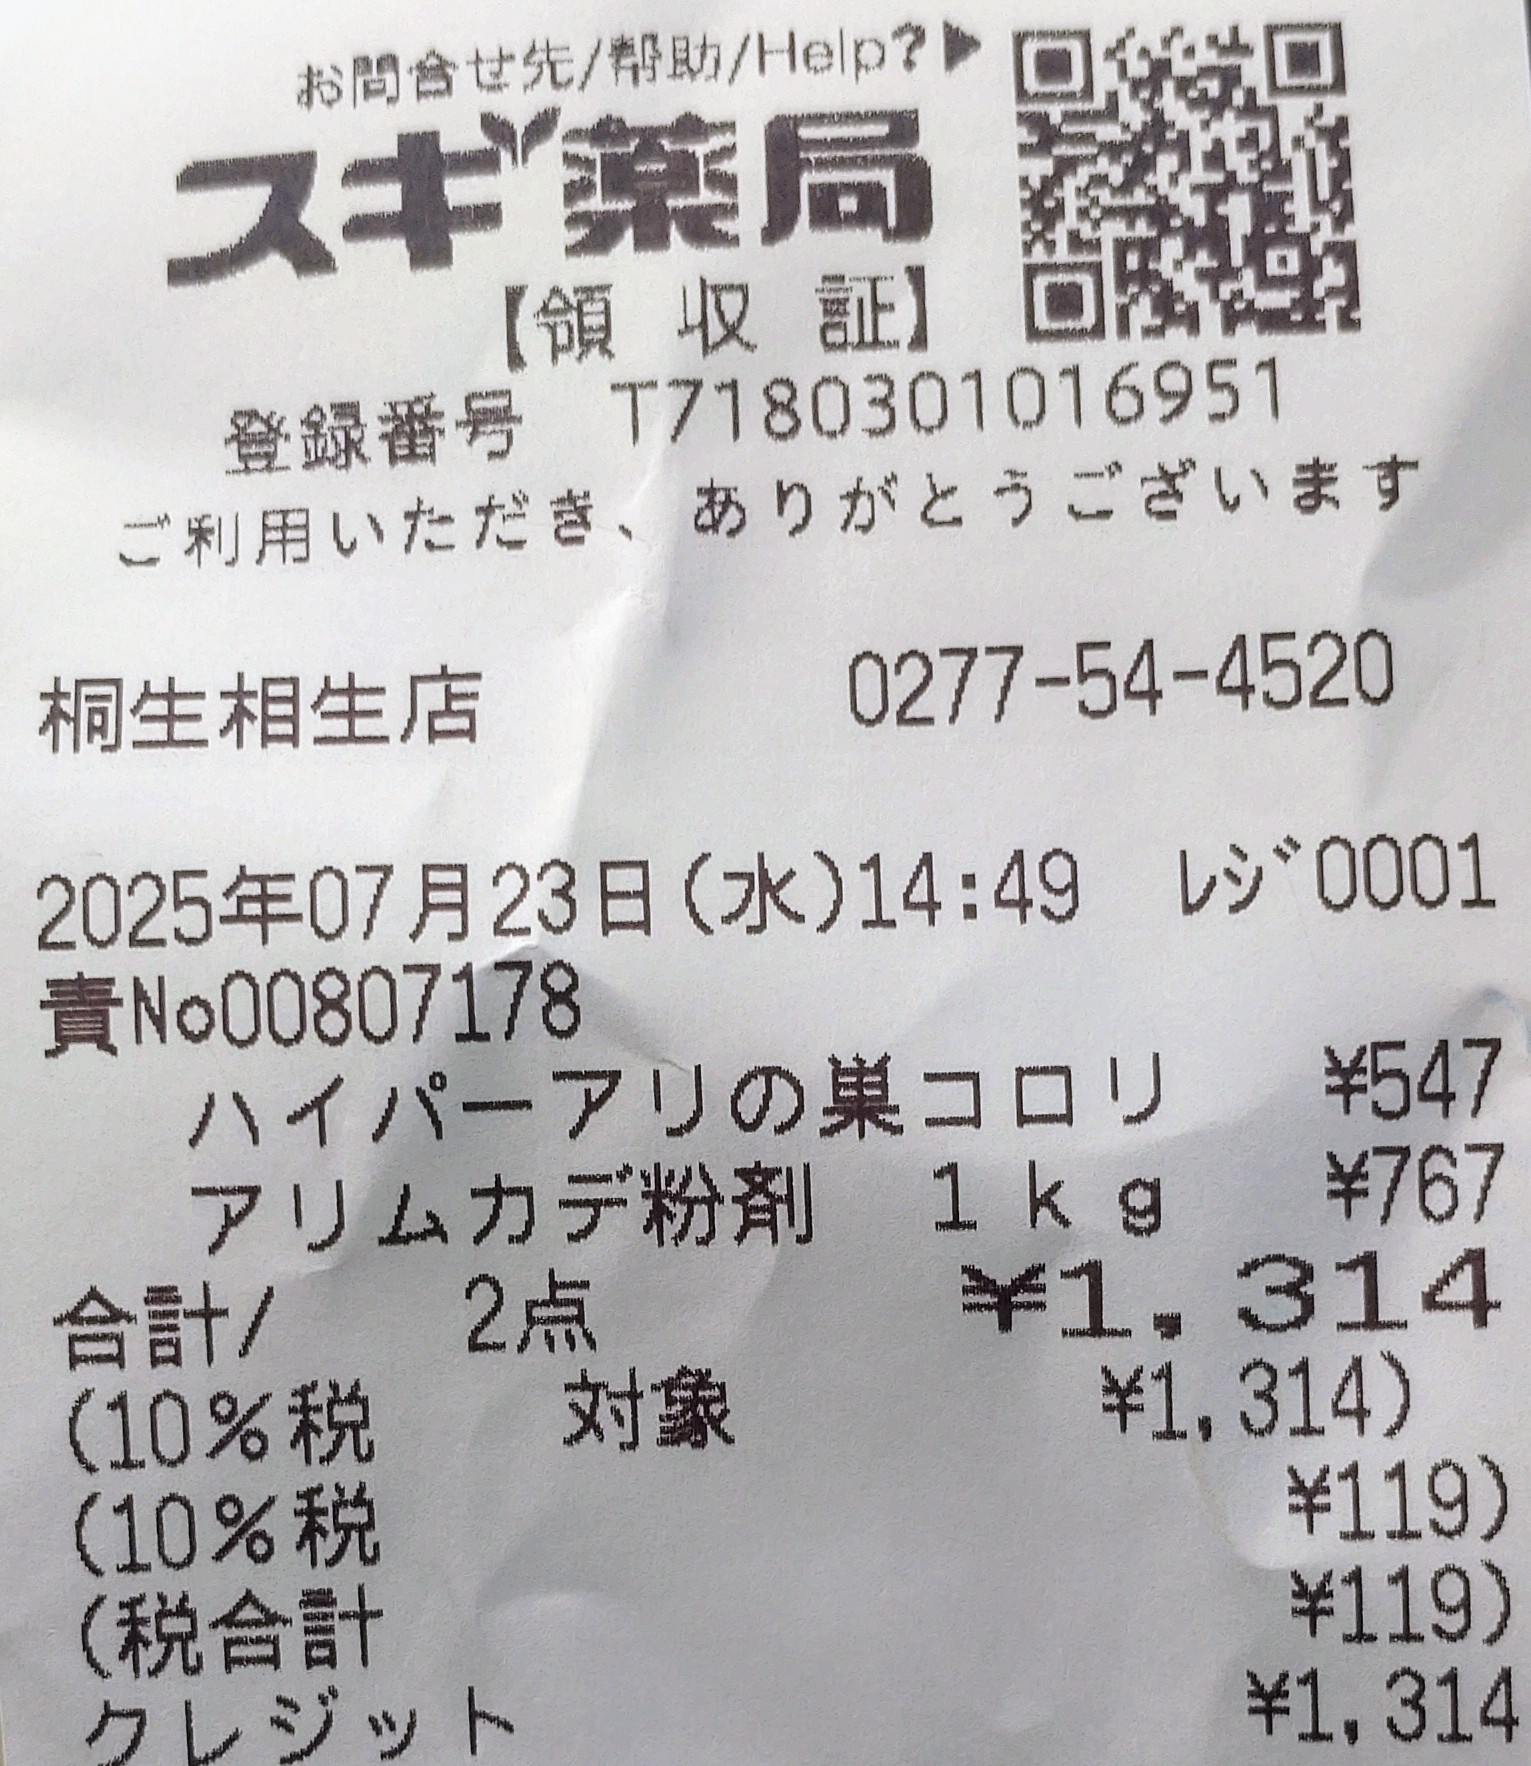 お問合せ先/帮助/Help?▶
スギ薬局
【領 収 証】
登録番号 T7180301016951
ご利用いただき、ありがとうございます
桐生相生店 0277-54-4520
2025年07月23日(水)14:49 レジ0001
責No00807178
ハイパーアリの巣コロリ ¥547
アリムカデ粉剤 1kg ¥767
合計/ 2点 ¥1,314
(10%税 対象 ¥1,314)
(10%税 ¥119)
(税合計 ¥119)
クレジット ¥1,314